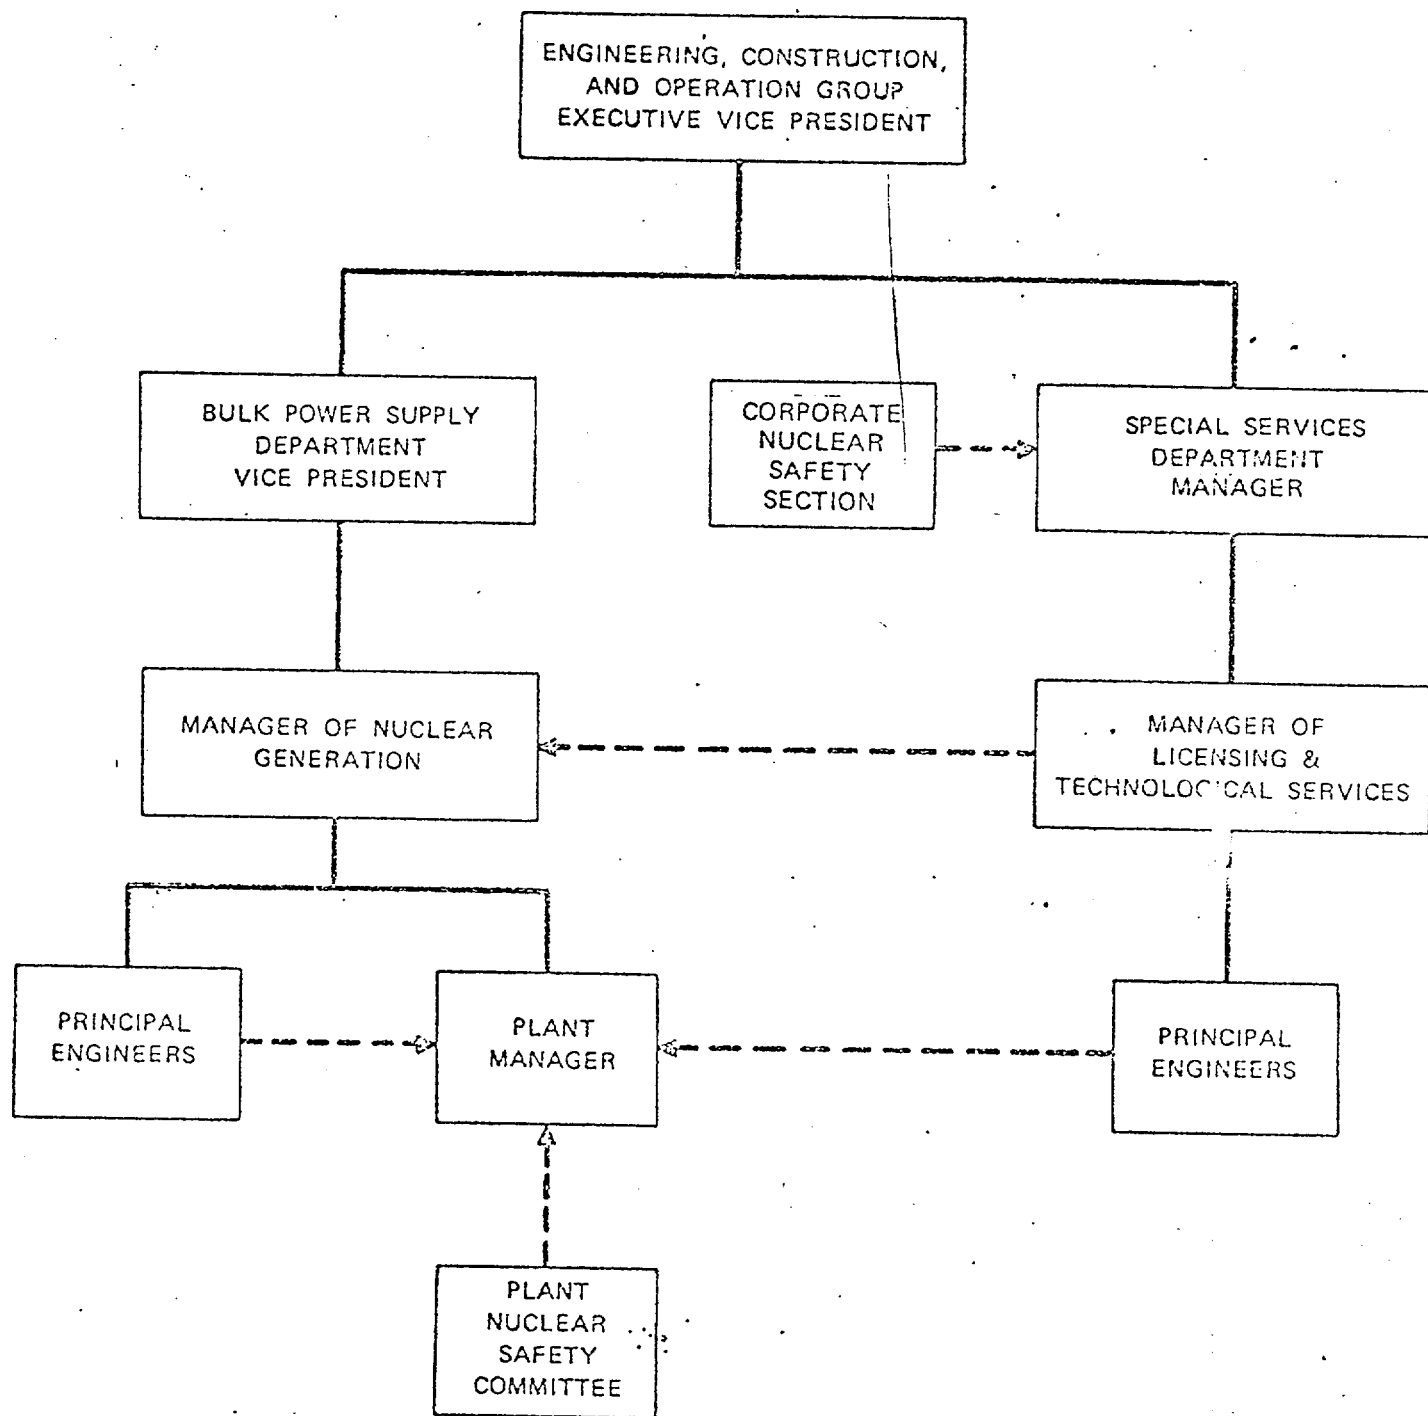 ENGINEERING, CONSTRUCTION,
AND OPERATION GROUP
EXECUTIVE VICE PRESIDENT
BULK POWER SUPPLY
DEPARTMENT
VICE PRESIDENT
CORPORATE
NUCLEAR
SAFETY
SECTION
SPECIAL SERVICES
DEPARTMENT
MANAGER
MANAGER OF NUCLEAR
GENERATION
MANAGER OF
LICENSING &
TECHNOLOGICAL SERVICES
PRINCIPAL
ENGINEERS
PLANT
MANAGER
PRINCIPAL
ENGINEERS
PLANT
NUCLEAR
SAFETY
COMMITTEE